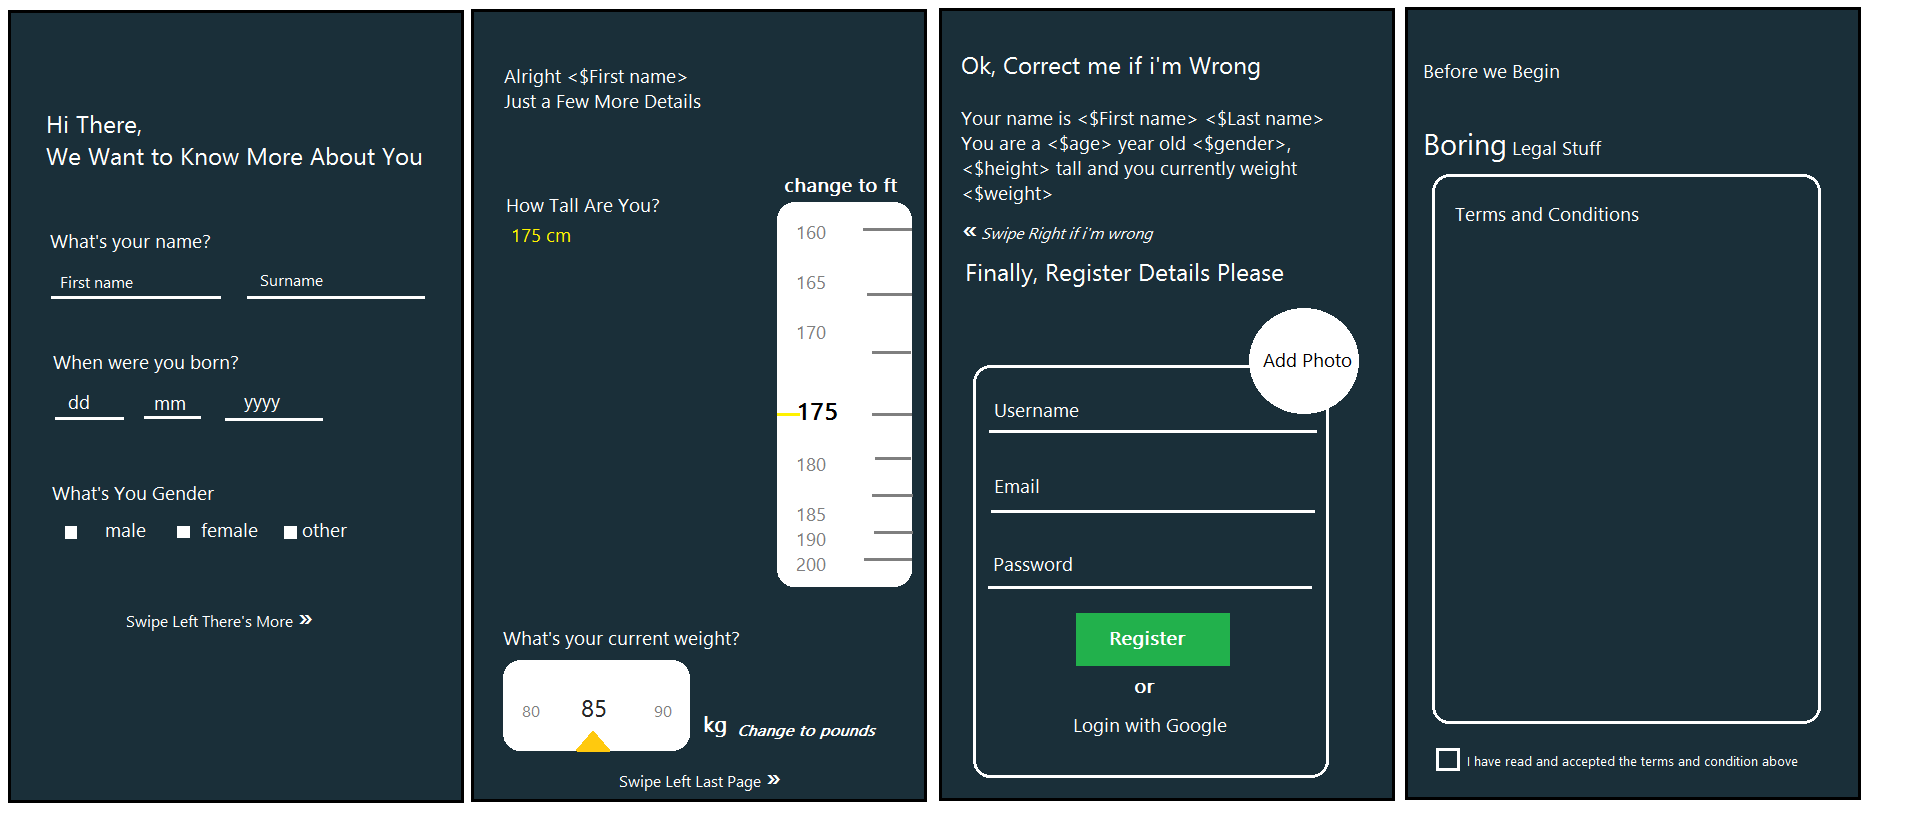 Hi There,
We Want to Know More About You
What's your name?
First name
Surname
When were you born?
dd
mm
yyyy
What's You Gender
male
female
other
Swipe Left There's More »
Alright <$First name>
Just a Few More Details
How Tall Are You?
175 cm
change to ft
160
165
170
175
180
185
190
200
What's your current weight?
80
85
90
kg
Change to pounds
Swipe Left Last Page »
Ok, Correct me if i'm Wrong
Your name is <$First name> <$Last name>
You are a <$age> year old <$gender>,
<$height> tall and you currently weight
<$weight>
« Swipe Right if i'm wrong
Finally, Register Details Please
Add Photo
Username
Email
Password
Register
or
Login with Google
Before we Begin
Boring Legal Stuff
Terms and Conditions
I have read and accepted the terms and condition above